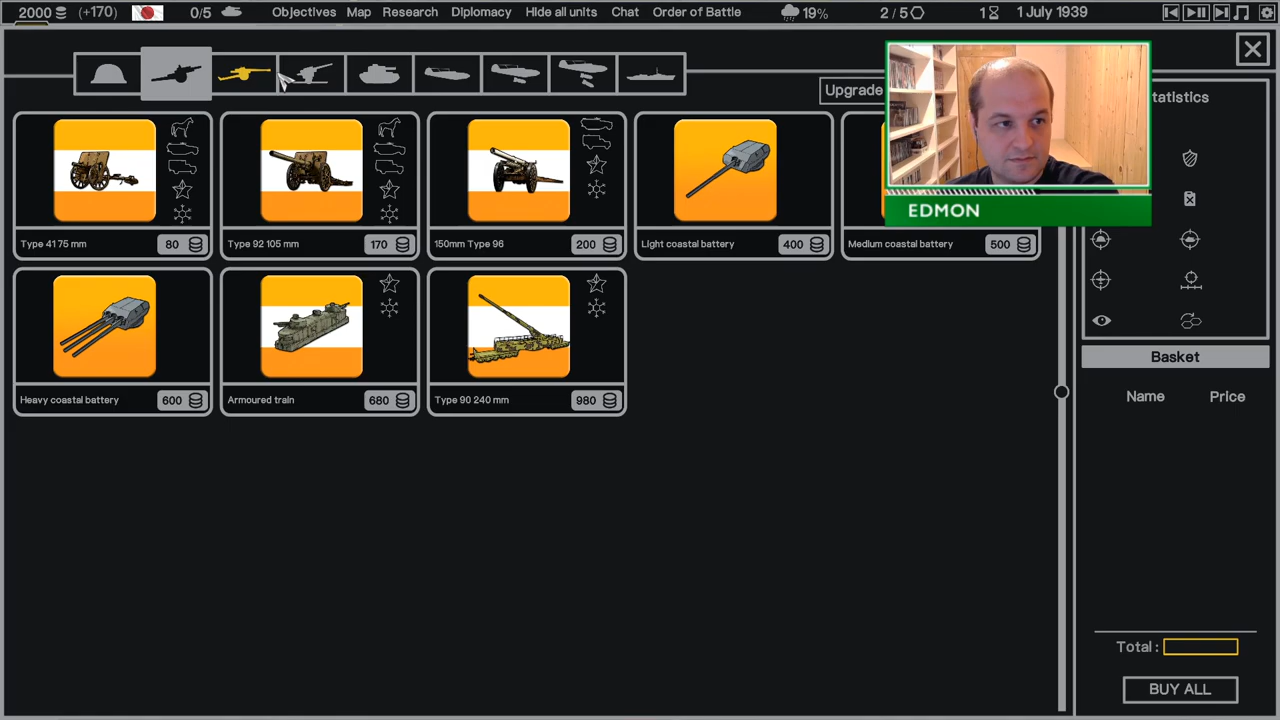 2000 (+170) 0/5 Objectives Map Research Diplomacy Hide all units Chat Order of Battle 19% 2 / 5 1 1 July 1939
Upgrade
tatistics
EDMON
Type 41 75 mm 80
Type 92 105 mm 170
150mm Type 96 200
Light coastal battery 400
Medium coastal battery 500
Heavy coastal battery 600
Armoured train 680
Type 90 240 mm 980
Basket
Name Price
Total :
BUY ALL